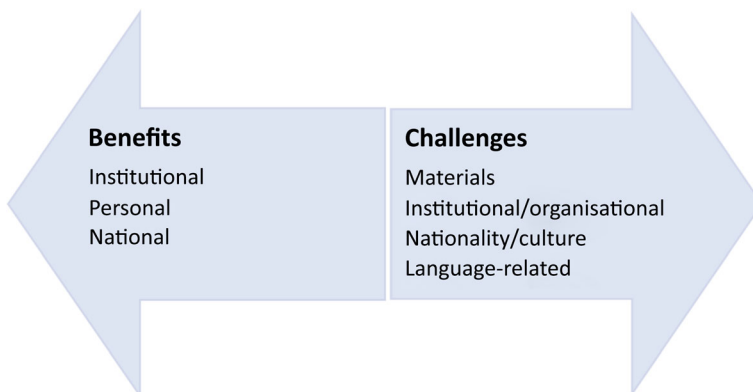 Benefits
Institutional
Personal
National
Challenges
Materials
Institutional/organisational
Nationality/culture
Language-related